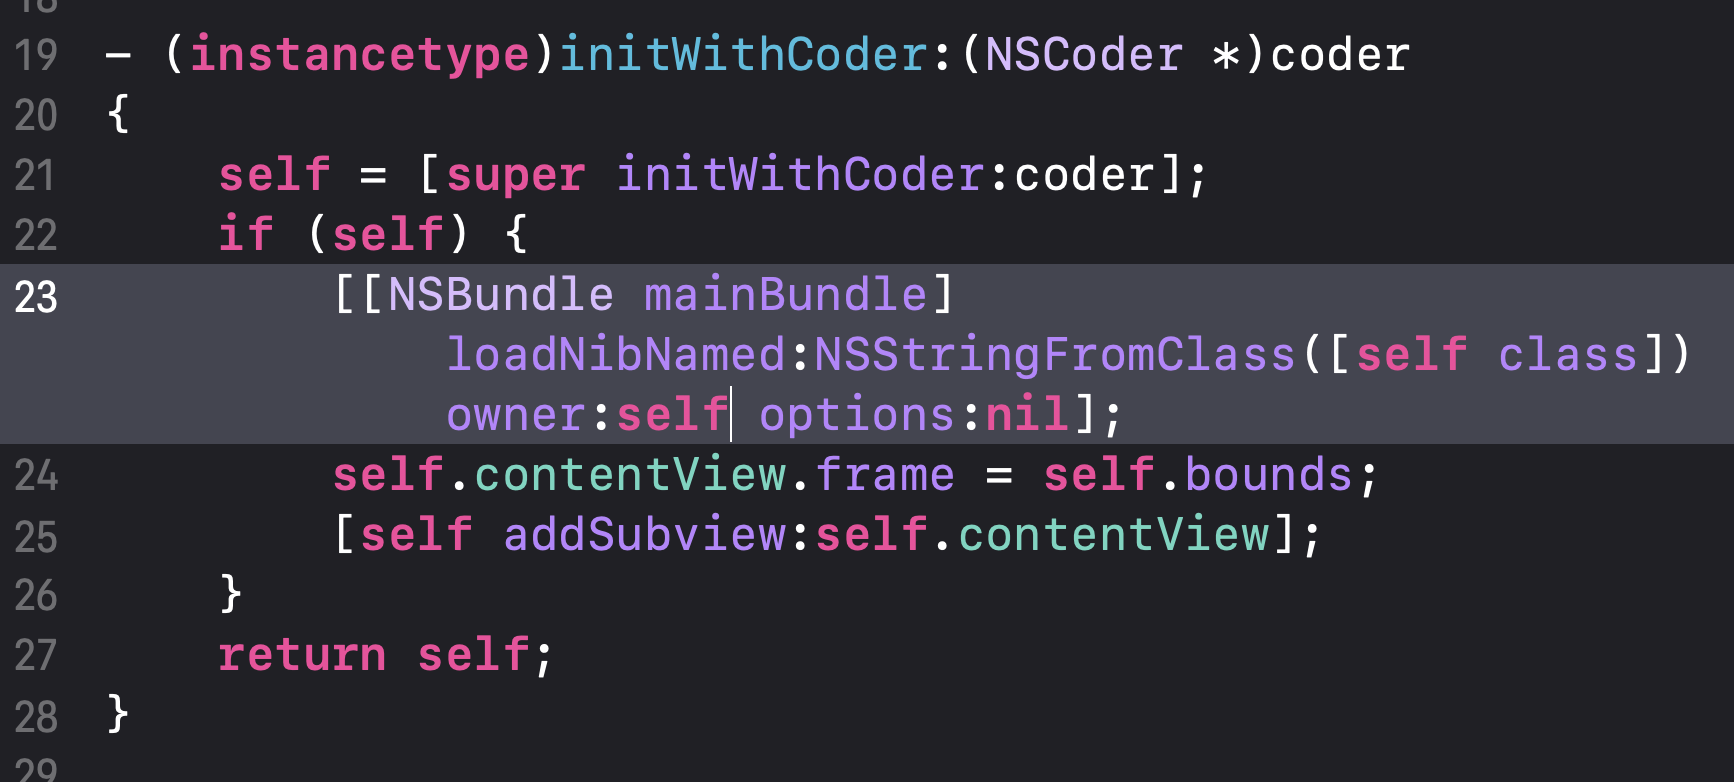 18
19 - (instancetype)initWithCoder:(NSCoder *)coder
20 {
21 self = [super initWithCoder:coder];
22 if (self) {
23 [[NSBundle mainBundle]
loadNibNamed:NSStringFromClass([self class])
owner:self options:nil];
24 self.contentView.frame = self.bounds;
25 [self addSubview:self.contentView];
26 }
27 return self;
28 }
29